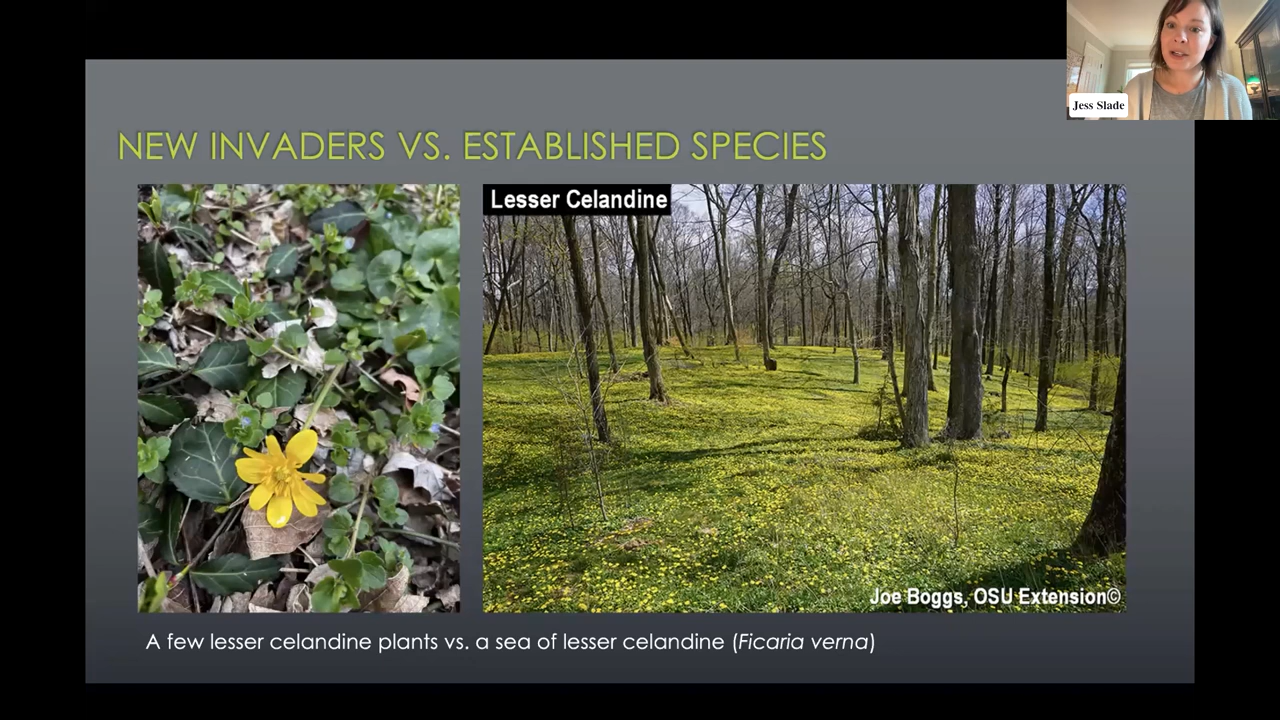 Jess Slade
NEW INVADERS VS. ESTABLISHED SPECIES
Lesser Celandine
Joe Boggs, OSU Extension©
A few lesser celandine plants vs. a sea of lesser celandine (Ficaria verna)